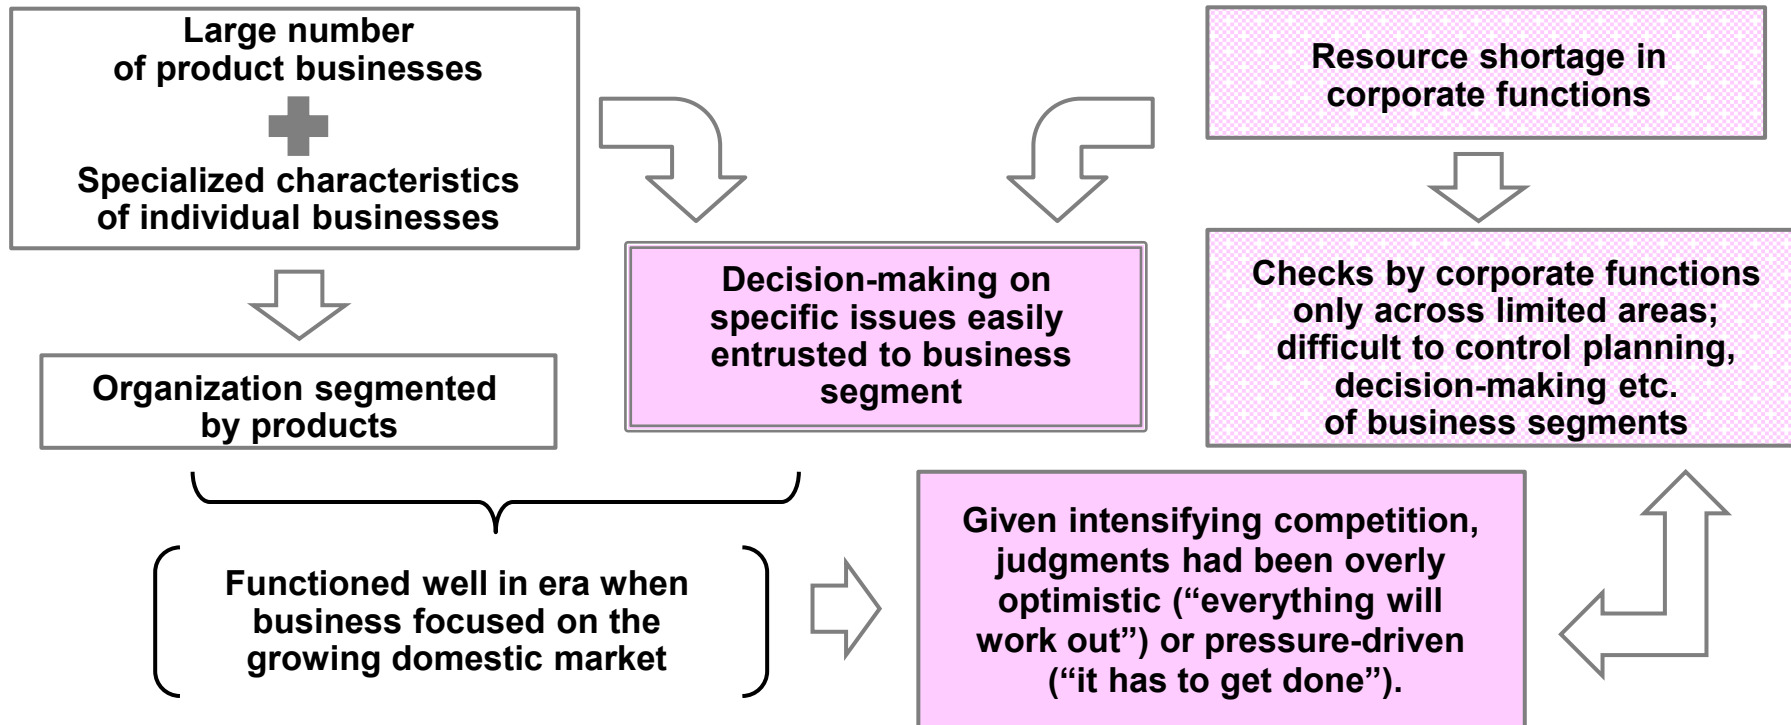 Large number
of product businesses
Specialized characteristics
of individual businesses
Organization segmented
by products
Decision-making on
specific issues easily
entrusted to business
segment
Resource shortage in
corporate functions
Checks by corporate functions
only across limited areas;
difficult to control planning,
decision-making etc.
of business segments
Functioned well in era when
business focused on the
growing domestic market
Given intensifying competition,
judgments had been overly
optimistic (“everything will
work out”) or pressure-driven
(“it has to get done”).